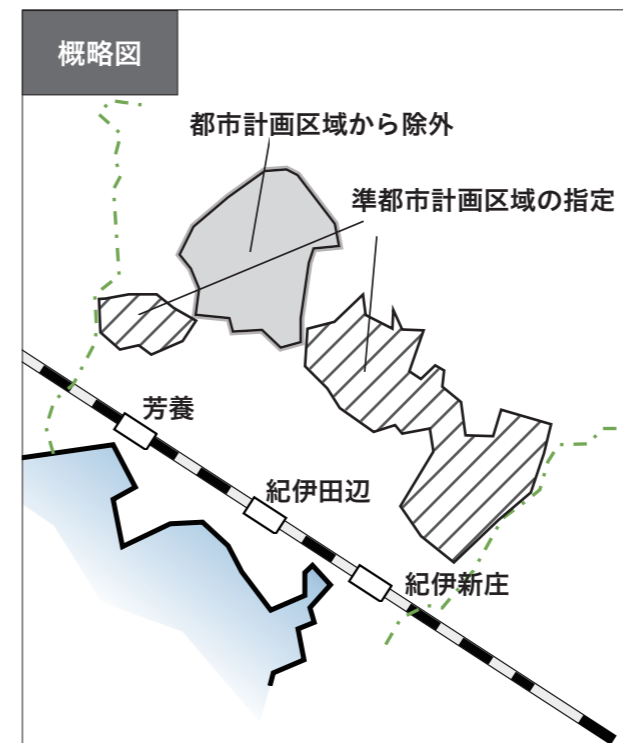 概略図
都市計画区域から除外
準都市計画区域の指定
芳養
紀伊田辺
紀伊新庄